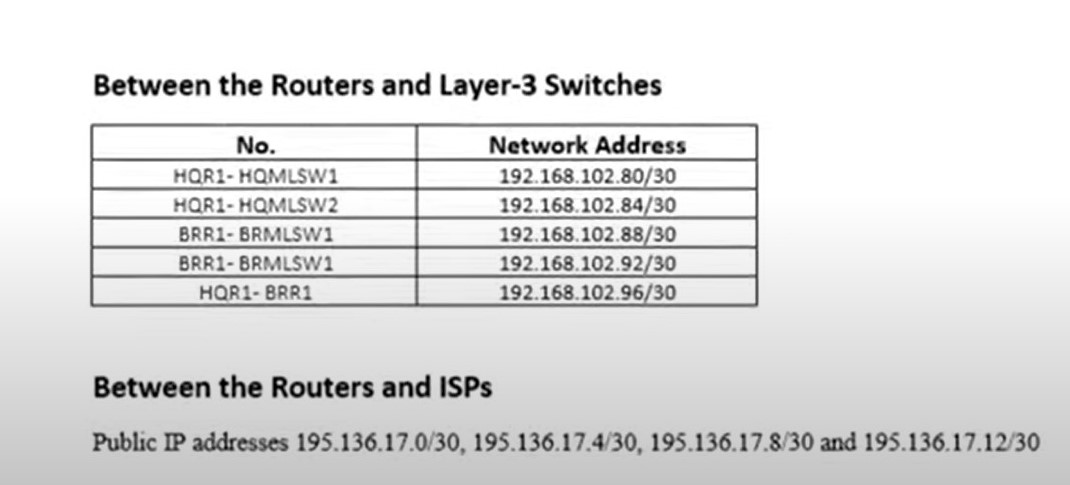 Between the Routers and Layer-3 Switches
No. Network Address
HQR1- HQMLSW1 192.168.102.80/30
HQR1- HQMLSW2 192.168.102.84/30
BRR1- BRMLSW1 192.168.102.88/30
BRR1- BRMLSW1 192.168.102.92/30
HQR1- BRR1 192.168.102.96/30
Between the Routers and ISPs
Public IP addresses 195.136.17.0/30, 195.136.17.4/30, 195.136.17.8/30 and 195.136.17.12/30